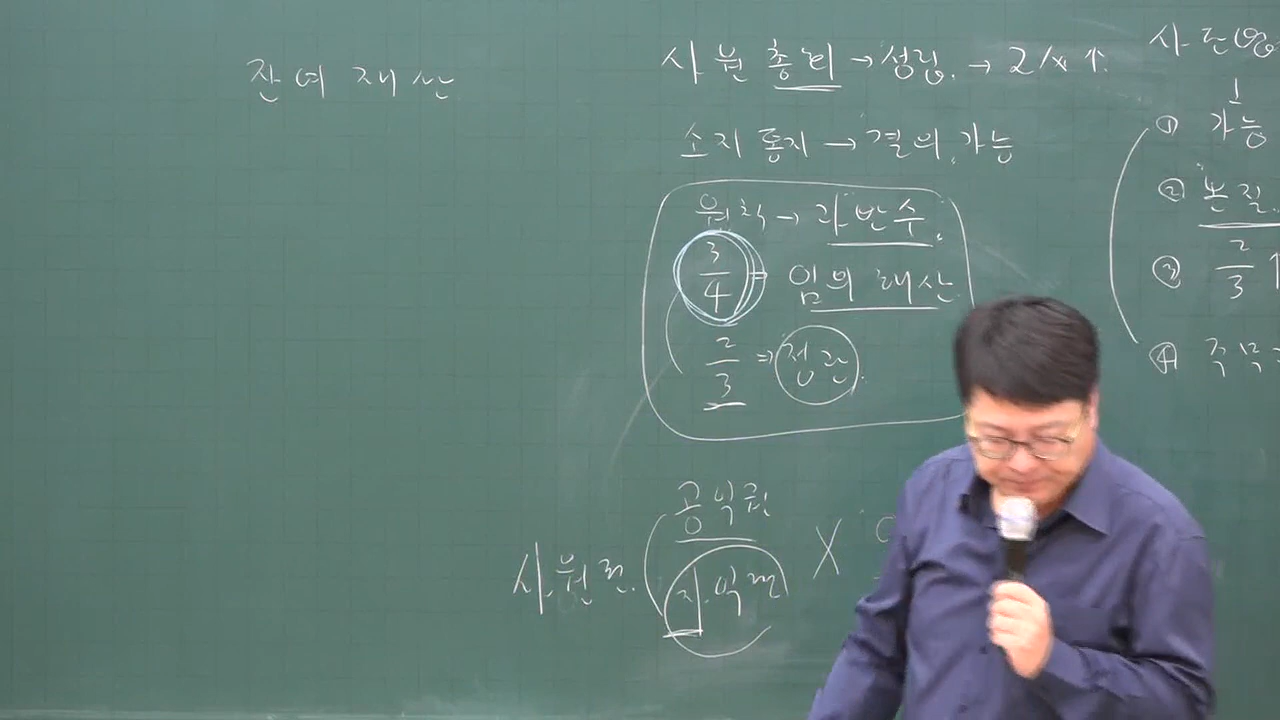 잔여재산
사원총회 → 성립. → 2人 ↑.
소지통지 → 결의.가능
원칙 → 과반수.
3/4 ⇒ 임의해산
2/3 ⇒ 정관.
사원권.
공익권
자.익권
X
사단
①
가능
② 본질.
③ 2/3 ↑
④